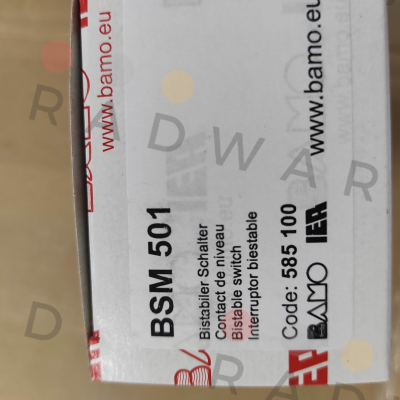 www.bamo.eu
BSM 501
Bistabiler Schalter
Contact de niveau
Bistable switch
Interruptor biestable
Code: 585 100
BAMO IER
www.bamo.eu
RADWAR